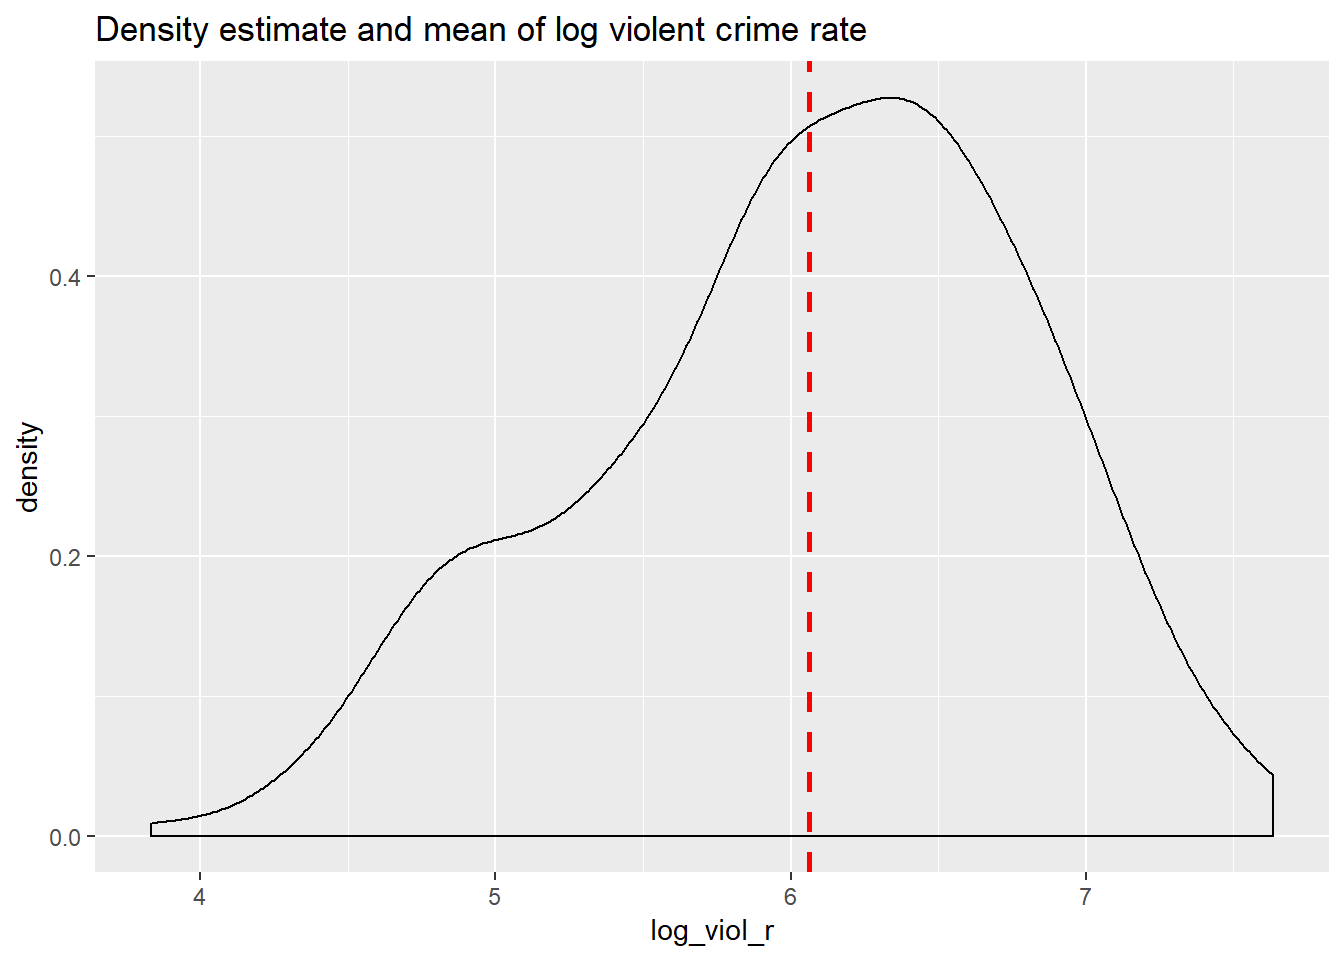 Density estimate and mean of log violent crime rate
density
0.4
0.2
0.0
4 5 6 7
log_viol_r